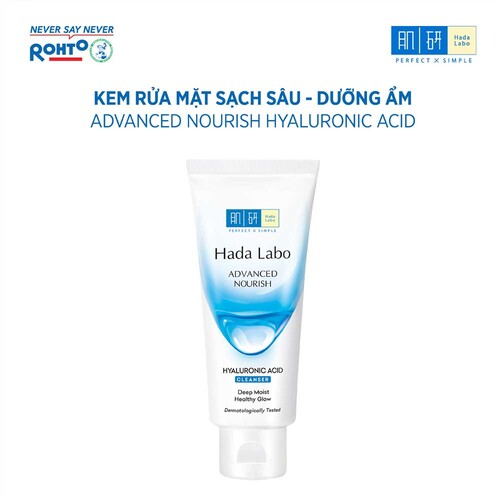 NEVER SAY NEVER
ROHTO
肌 研 Hada Labo
PERFECT X SIMPLE
KEM RỬA MẶT SẠCH SÂU - DƯỠNG ẨM
ADVANCED NOURISH HYALURONIC ACID
肌 研 Hada Labo
PERFECT X SIMPLE
Hada Labo
ADVANCED
NOURISH
HYALURONIC ACID
CLEANSER
Deep Moist
Healthy Glow
Dermatologically Tested